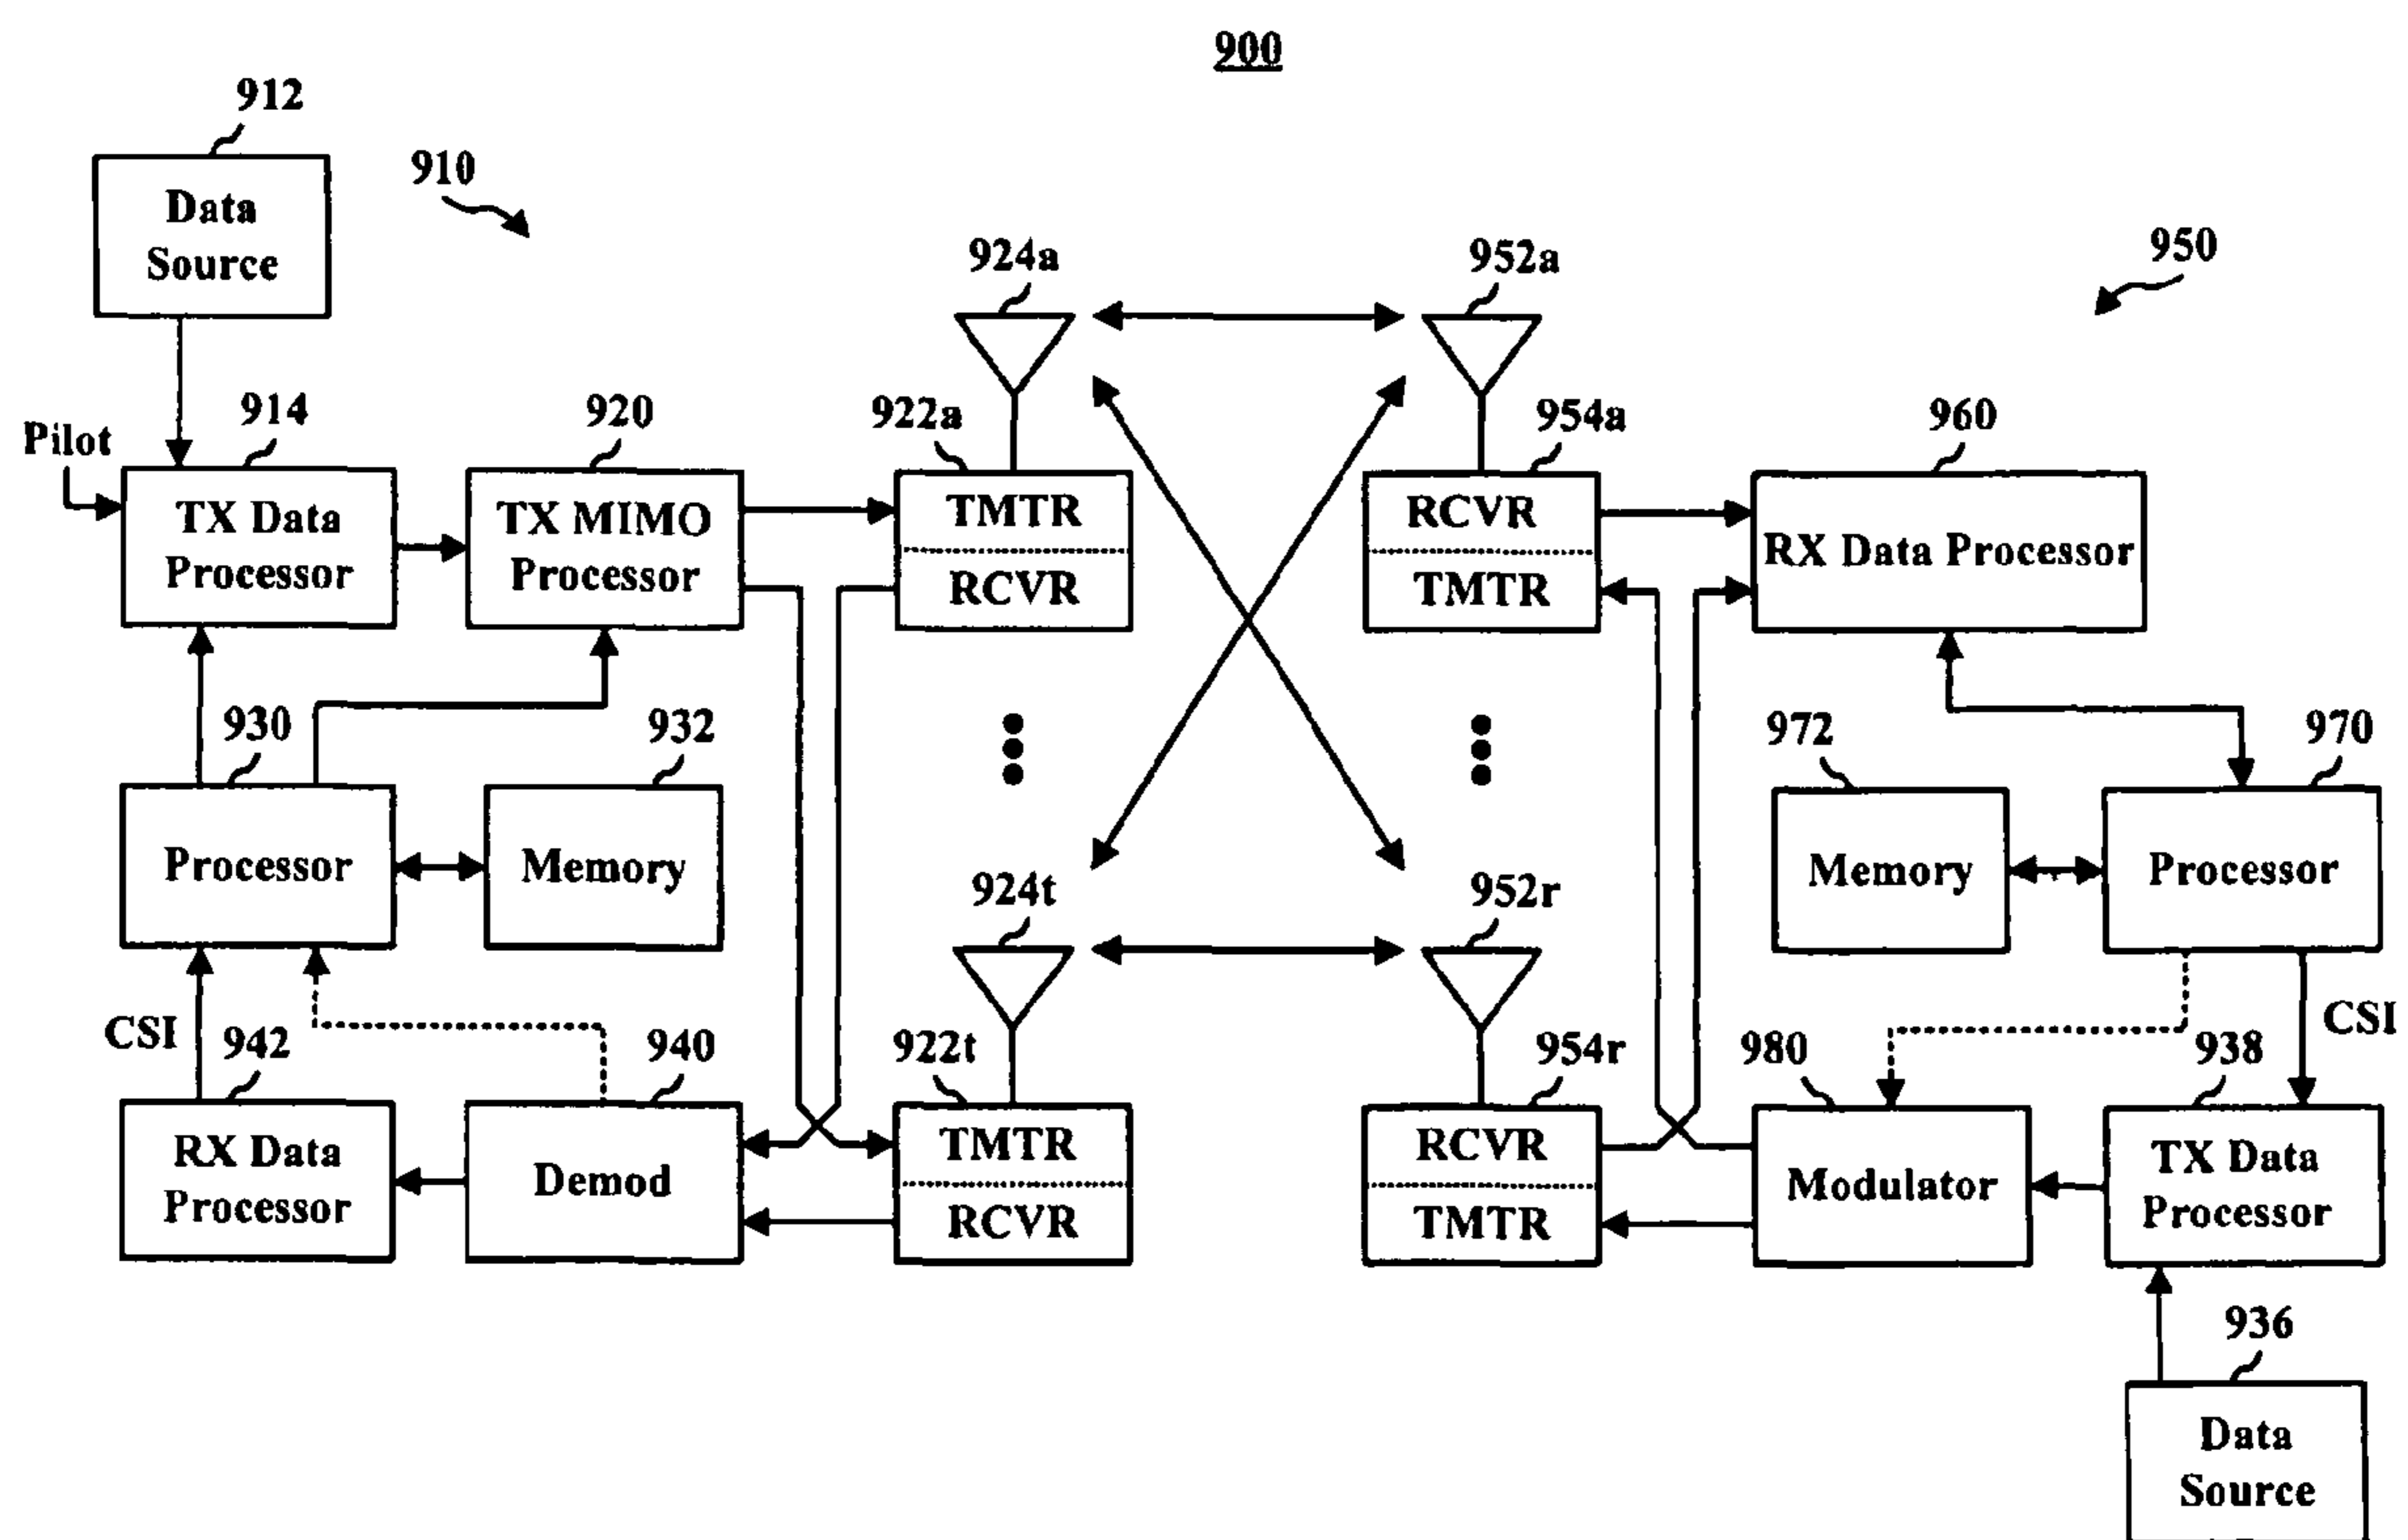 900
912
Data
Source
910
924a
952a
950
Pilot
914
TX Data
Processor
920
TX MIMO
Processor
922a
TMTR
RCVR
954a
RCVR
TMTR
960
RX Data Processor
930
Processor
932
Memory
972
Memory
970
Processor
CSI
942
RX Data
Processor
940
Demod
924t
922t
TMTR
RCVR
952r
954r
RCVR
TMTR
980
Modulator
CSI
938
TX Data
Processor
936
Data
Source